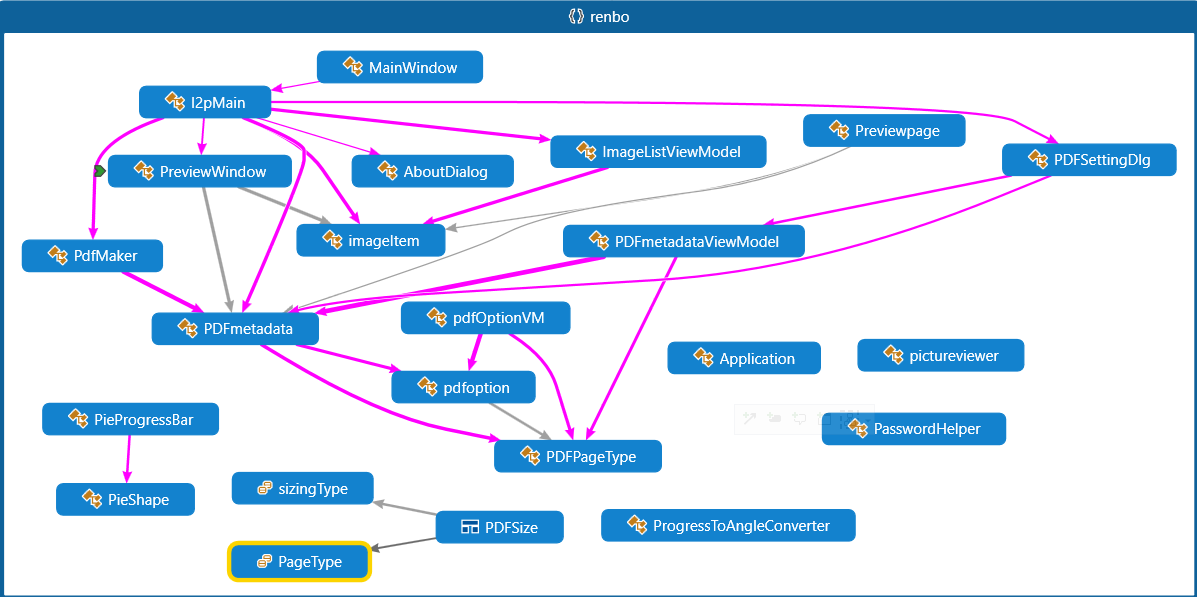 renbo
MainWindow
I2pMain
Previewpage
ImageListViewModel
PDFSettingDlg
PreviewWindow
AboutDialog
imageItem
PDFmetadataViewModel
PdfMaker
pdfOptionVM
PDFmetadata
Application
pictureviewer
pdfoption
PieProgressBar
PasswordHelper
PDFPageType
sizingType
PieShape
PDFSize
ProgressToAngleConverter
PageType